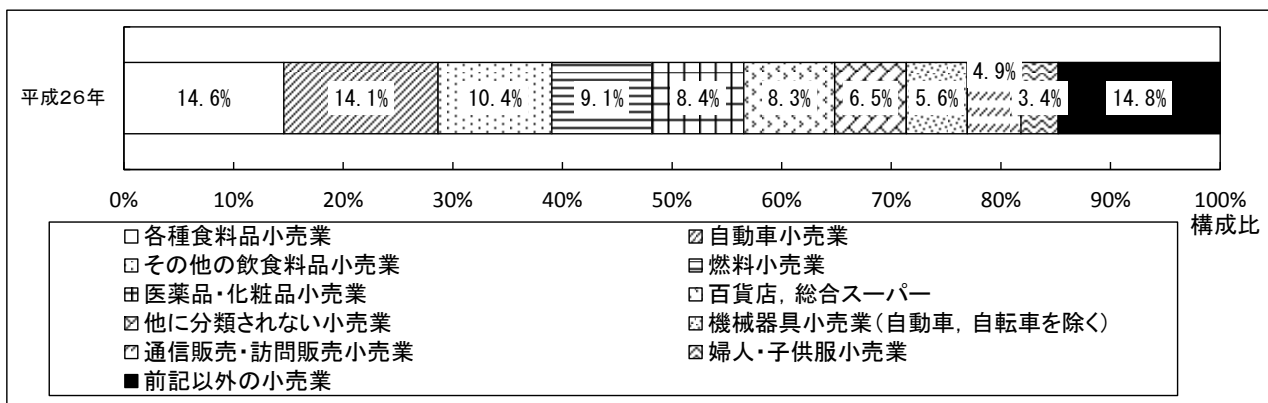 平成26年
14.6%
14.1%
10.4%
9.1%
8.4%
8.3%
6.5%
5.6%
4.9%
3.4%
14.8%
0% 10% 20% 30% 40% 50% 60% 70% 80% 90% 100%
構成比
各種食料品小売業 自動車小売業
その他の飲食料品小売業 燃料小売業
医薬品・化粧品小売業 百貨店，総合スーパー
他に分類されない小売業 機械器具小売業（自動車，自転車を除く）
通信販売・訪問販売小売業 婦人・子供服小売業
前記以外の小売業